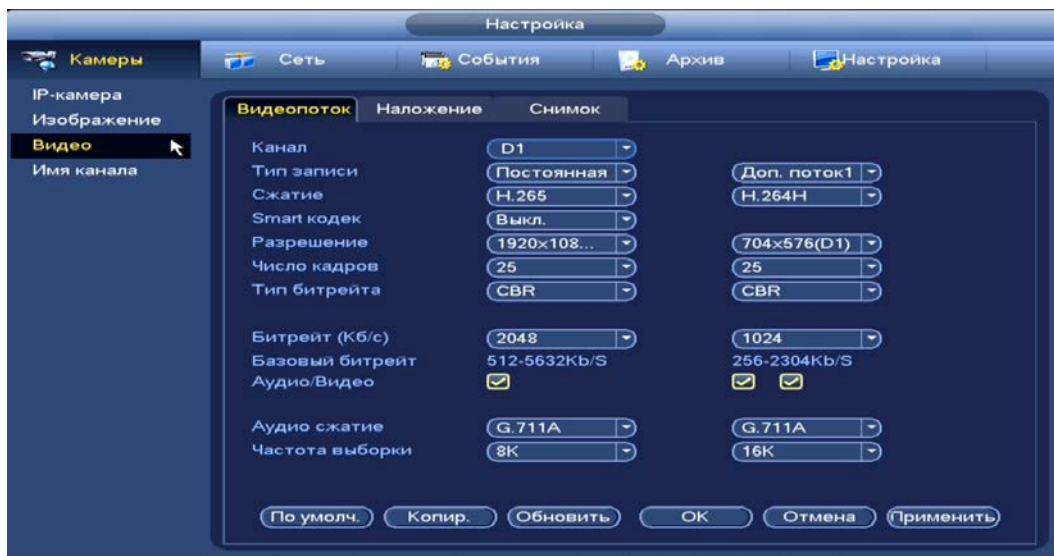 Настройка
Камеры Сеть События Архив Настройка
IP-камера
Изображение
Видео
Имя канала
Видеопоток Наложение Снимок
Канал D1
Тип записи Постоянная Доп. поток1
Сжатие H.265 H.264H
Smart кодек Выкл.
Разрешение 1920x108... 704x576(D1)
Число кадров 25 25
Тип битрейта CBR CBR
Битрейт (Кб/с) 2048 1024
Базовый битрейт 512-5632Kb/S 256-2304Kb/S
Аудио/Видео
Аудио сжатие G.711A G.711A
Частота выборки 8K 16K
По умолч. Копир. Обновить OK Отмена Применить